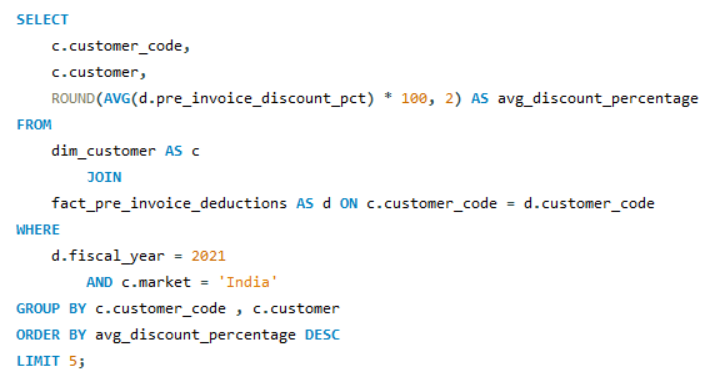 SELECT
c.customer_code,
c.customer,
ROUND(AVG(d.pre_invoice_discount_pct) * 100, 2) AS avg_discount_percentage
FROM
dim_customer AS c
JOIN
fact_pre_invoice_deductions AS d ON c.customer_code = d.customer_code
WHERE
d.fiscal_year = 2021
AND c.market = 'India'
GROUP BY c.customer_code , c.customer
ORDER BY avg_discount_percentage DESC
LIMIT 5;